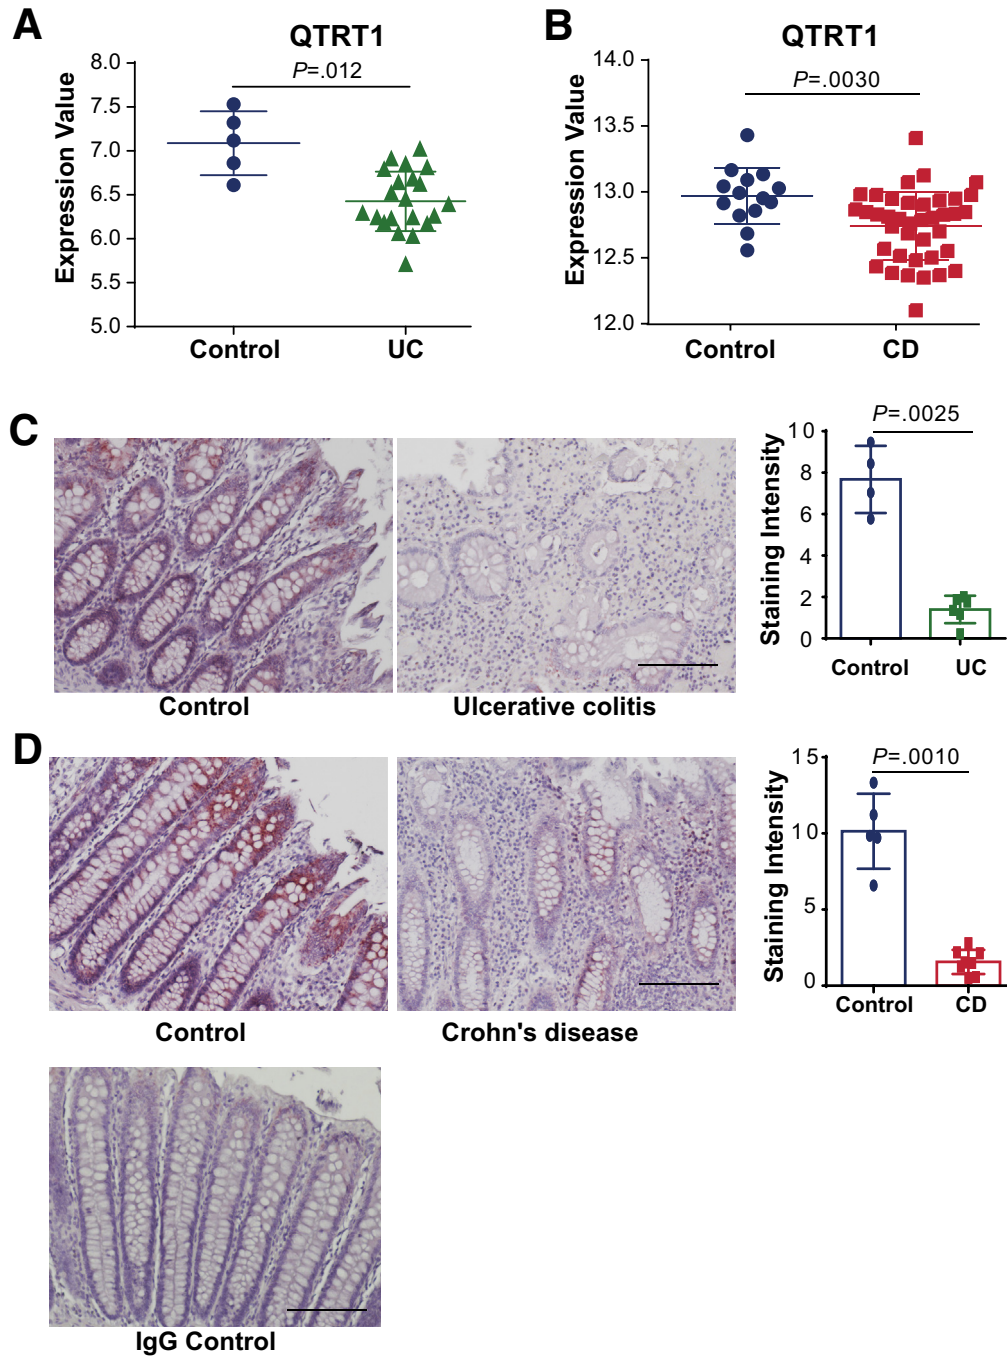 A
QTRT1
P=.012
Expression Value
8.0
7.5
7.0
6.5
6.0
5.5
5.0
Control
UC
B
QTRT1
P=.0030
Expression Value
14.0
13.5
13.0
12.5
12.0
Control
CD
C
Control
Ulcerative colitis
P=.0025
Staining Intensity
10
8
6
4
2
0
Control
UC
D
Control
Crohn's disease
P=.0010
Staining Intensity
15
10
5
0
Control
CD
IgG Control